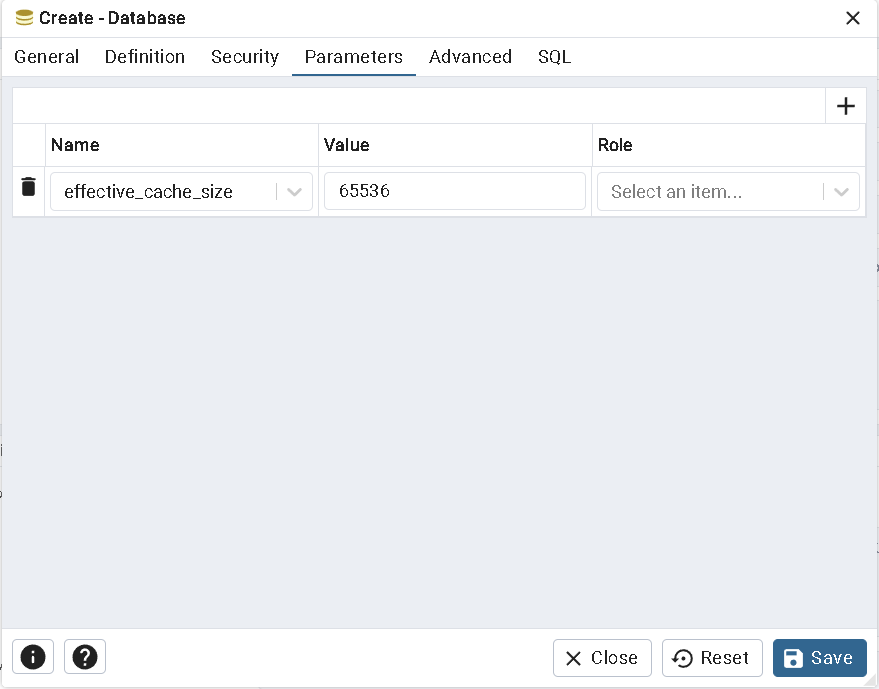 Create - Database
General Definition Security Parameters Advanced SQL
Name Value Role
effective_cache_size 65536 Select an item...
Close Reset Save